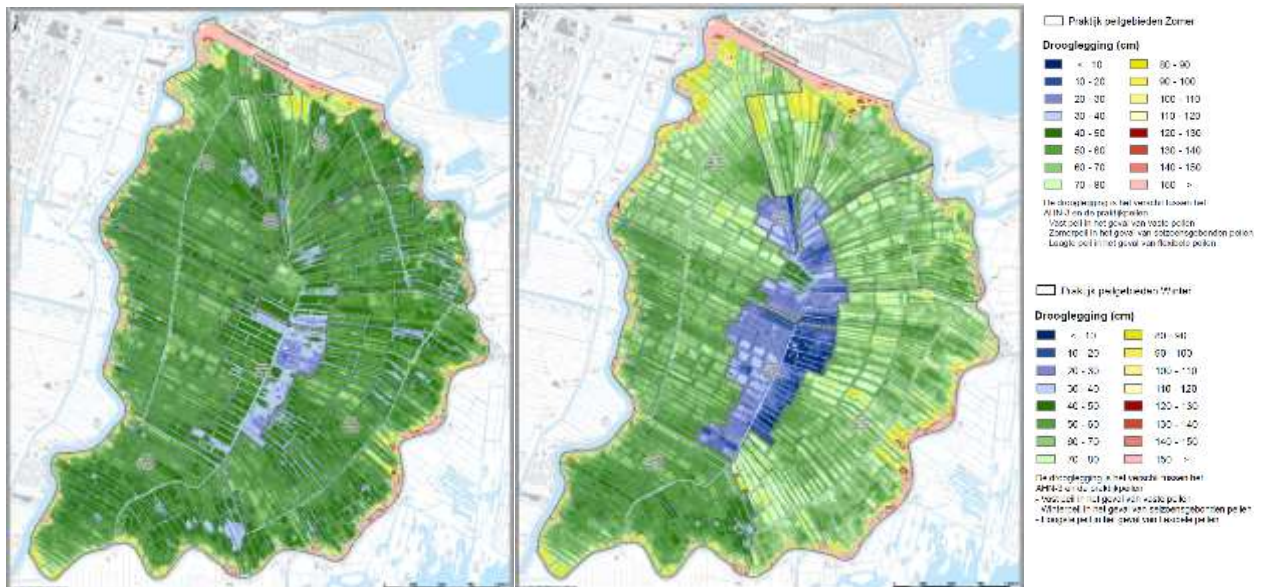 Praktijk peilgebieden Zomer
Drooglegging (cm)
< 10
10 - 20
20 - 30
30 - 40
40 - 50
50 - 60
60 - 70
70 - 80
80 - 90
90 - 100
100 - 110
110 - 120
120 - 130
130 - 140
140 - 150
>
De drooglegging is het verschil tussen het
AHN-3 en de praktijkpeilen
- Vast peil in het geval van vaste peilen
- Zomerpeil in het geval van seizoensgebonden peilen
- Laagste peil in het geval van flexibele peilen
Praktijk peilgebieden Winter
Drooglegging (cm)
< 10
10 - 20
20 - 30
30 - 40
40 - 50
50 - 60
60 - 70
70 - 80
80 - 90
90 - 100
100 - 110
110 - 120
120 - 130
130 - 140
140 - 150
150 >
De drooglegging is het verschil tussen het
AHN-3 en de praktijkpeilen
- Vast peil in het geval van vaste peilen
- Winterpeil in het geval van seizoensgebonden peilen
- Hoogste peil in het geval van flexibele peilen